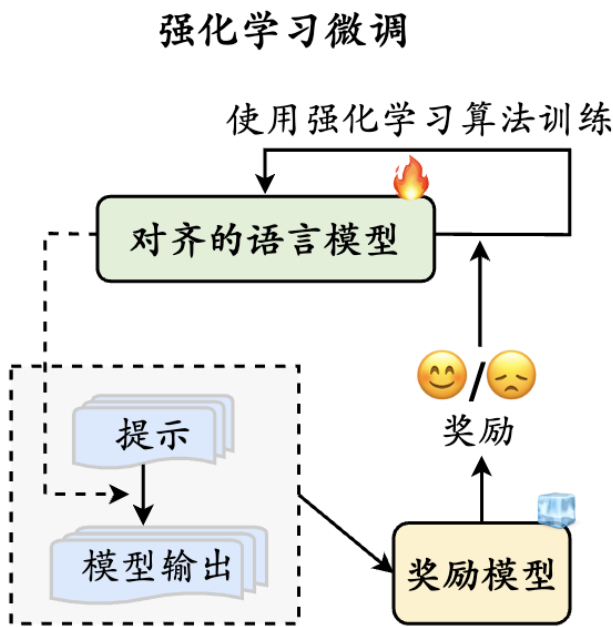 强化学习微调
使用强化学习算法训练
对齐的语言模型
/
奖励
提示
模型输出
奖励模型